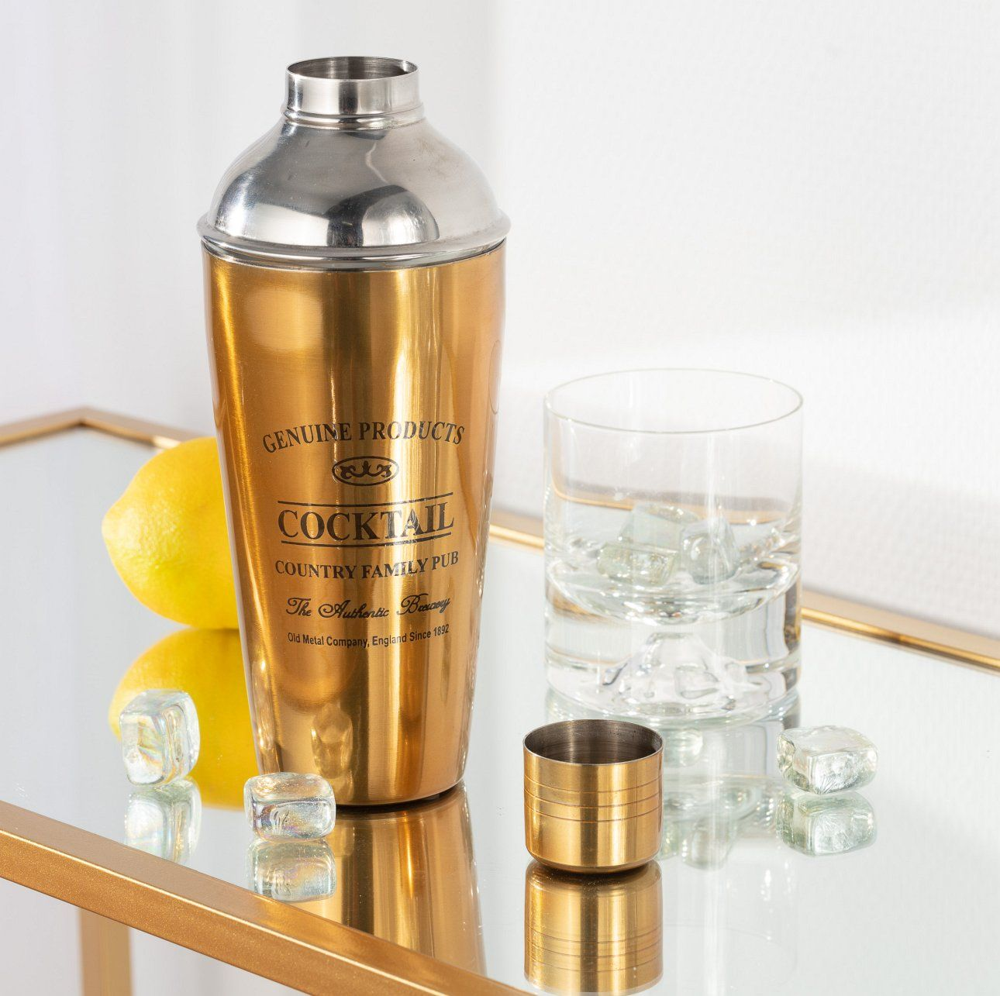 GENUINE PRODUCTS
COCKTAIL
COUNTRY FAMILY PUB
The Authentic Brewery
Old Metal Company, England Since 1892